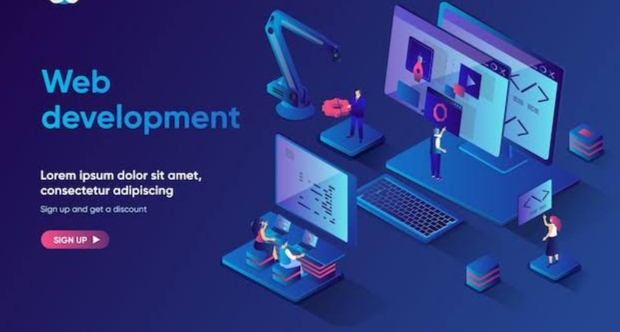 Web
development
Lorem ipsum dolor sit amet,
consectetur adipiscing
Sign up and get a discount
SIGN UP